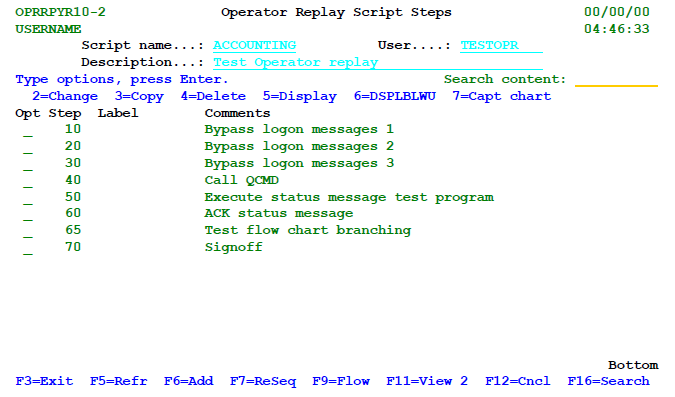 OPRRPYR10-2 Operator Replay Script Steps 00/00/00
USERNAME 04:46:33
Script name...: ACCOUNTING User....: TESTOPR
Description...: Test Operator replay
Type options, press Enter. Search content:
2=Change 3=Copy 4=Delete 5=Display 6=DSPLBLWU 7=Capt chart
Opt Step Label Comments
_ 10 Bypass logon messages 1
_ 20 Bypass logon messages 2
_ 30 Bypass logon messages 3
_ 40 Call QCMD
_ 50 Execute status message test program
_ 60 ACK status message
_ 65 Test flow chart branching
_ 70 Signoff
Bottom
F3=Exit F5=Refr F6=Add F7=ReSeq F9=Flow F11=View 2 F12=Cncl F16=Search